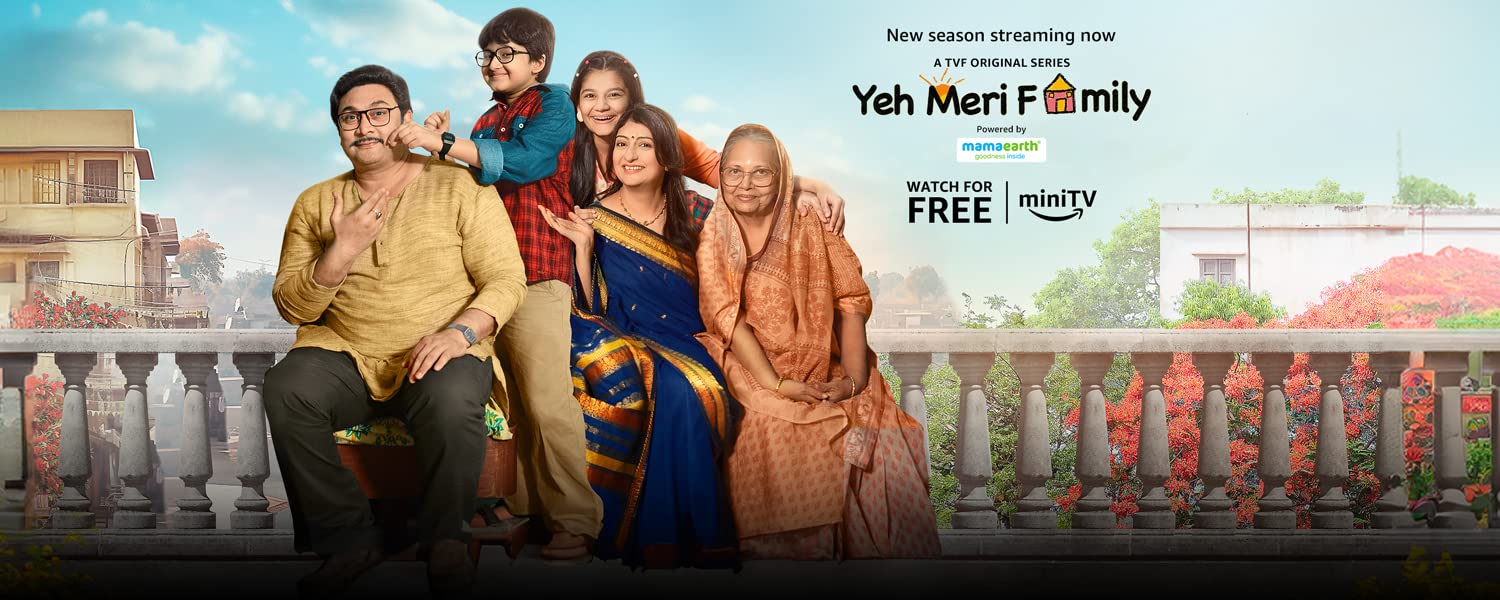 New season streaming now
A TVF ORIGINAL SERIES
Yeh Meri Family
Powered by
mamaearth®
goodness inside
WATCH FOR
FREE
miniTV